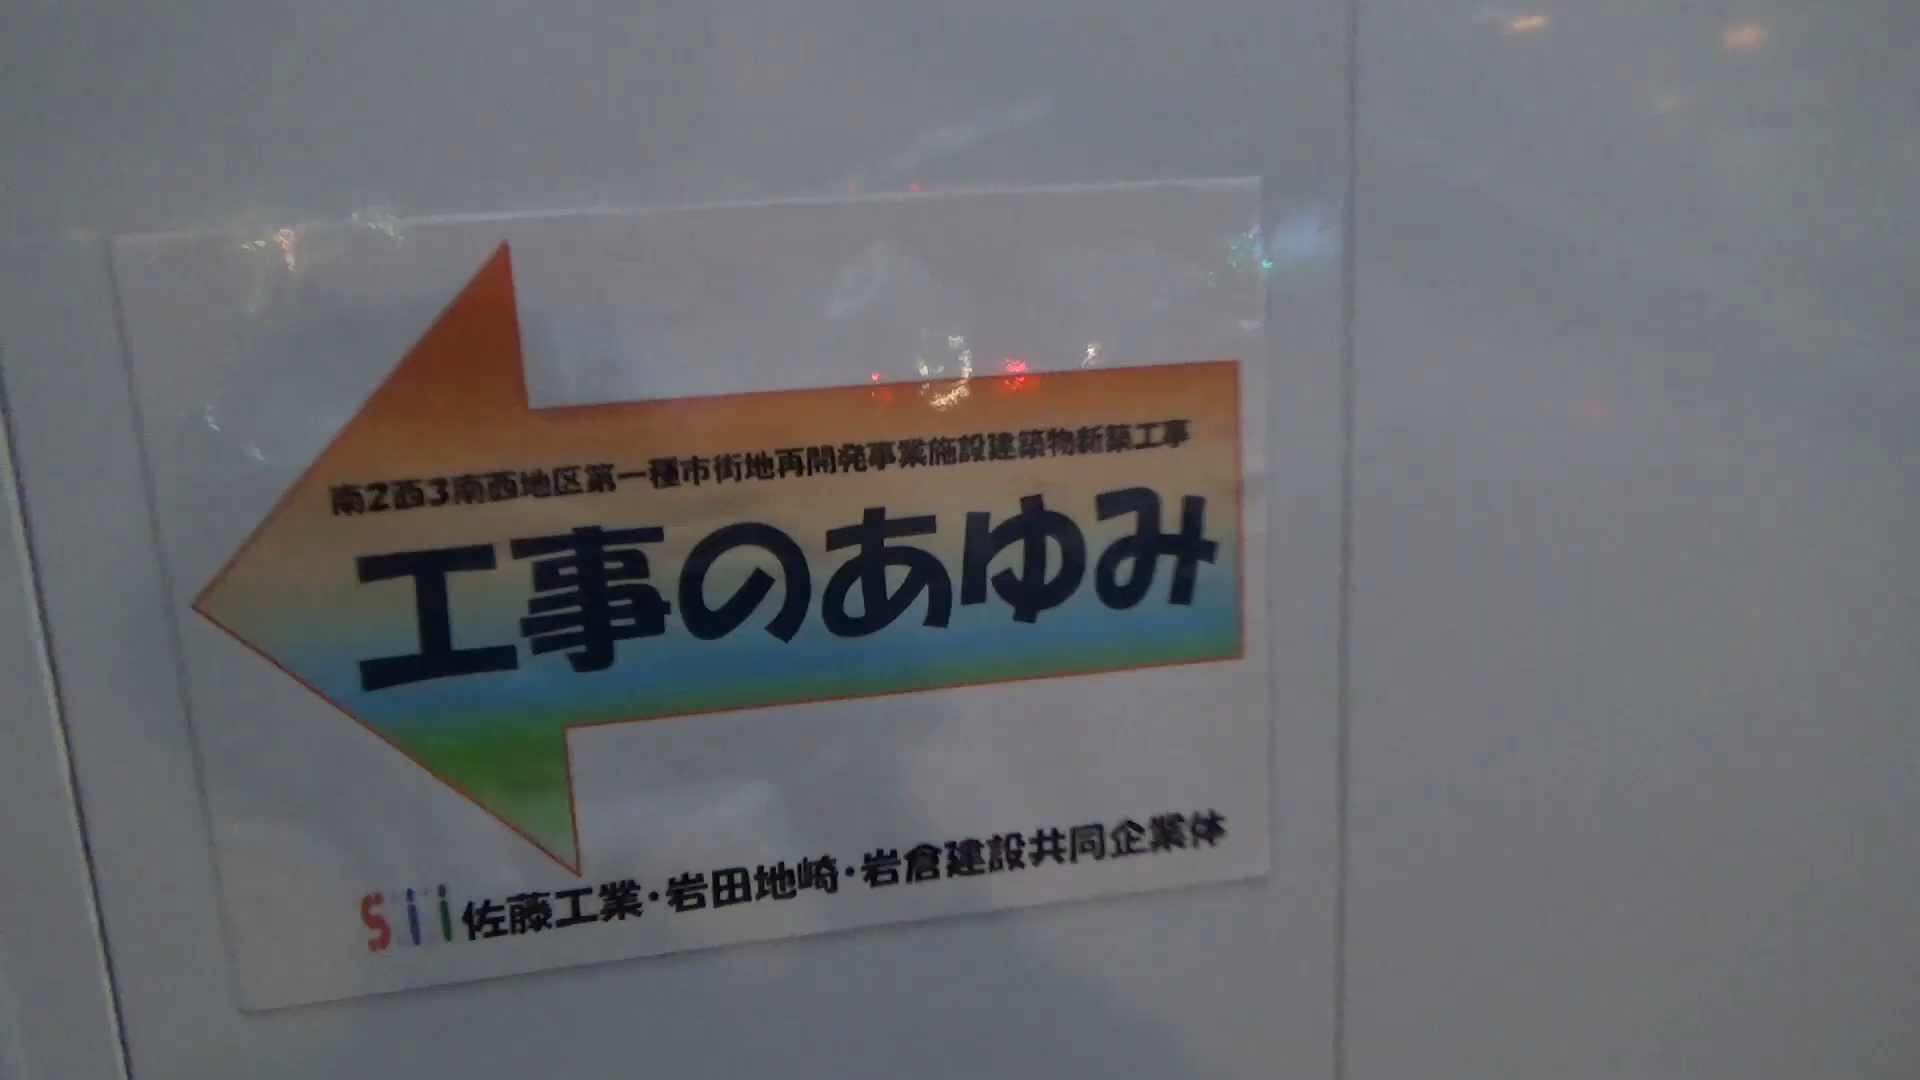 南2西3南西地区第一種市街地再開発事業施設建築物新築工事
工事のあゆみ
sii 佐藤工業・岩田地崎・岩倉建設共同企業体